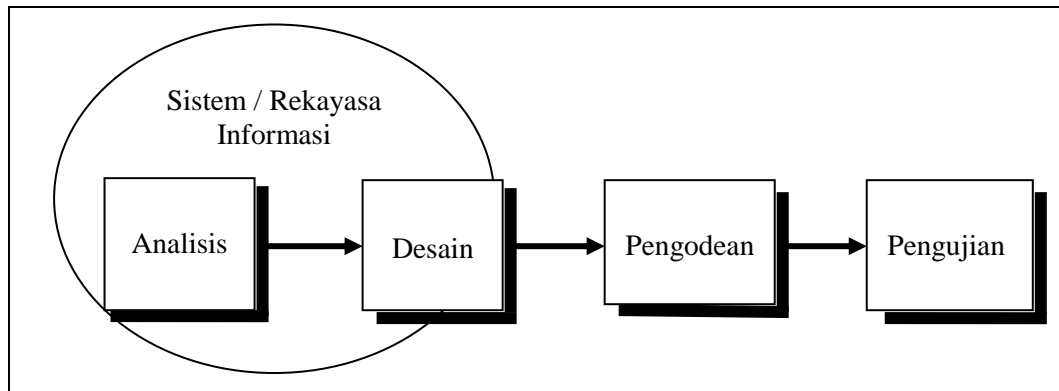 Sistem / Rekayasa
Informasi
Analisis
Desain
Pengodean
Pengujian